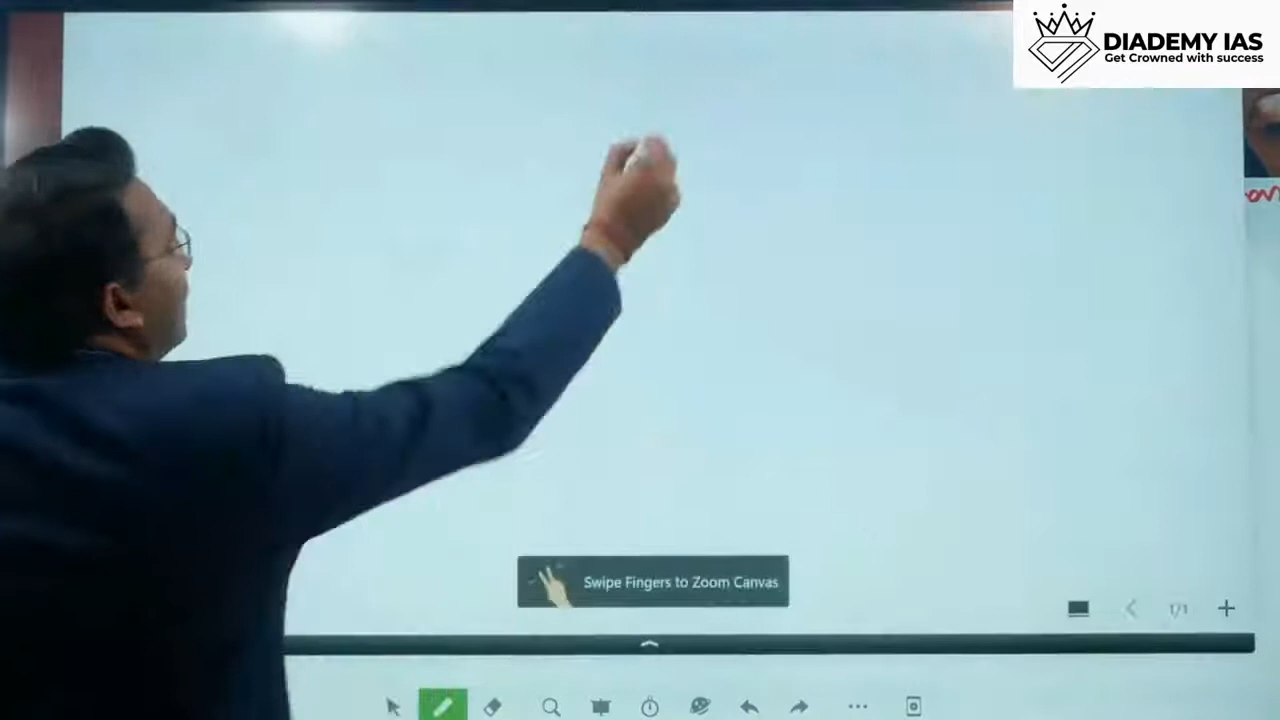 DIADEMY IAS
Get Crowned with success
Swipe Fingers to Zoom Canvas
1/1